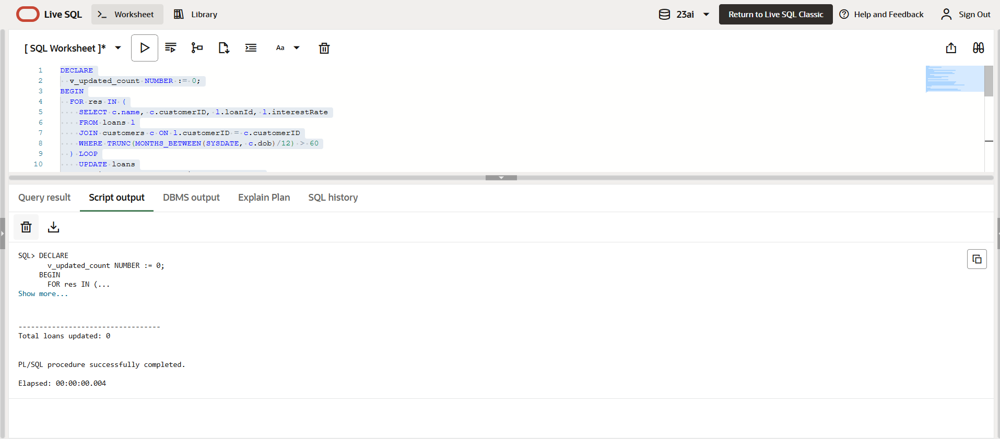 Live SQL
Worksheet
Library
23ai
Return to Live SQL Classic
Help and Feedback
Sign Out
[ SQL Worksheet ]*
Aa
1 DECLARE
2 v_updated_count NUMBER := 0;
3 BEGIN
4 FOR res IN (
5 SELECT c.name, c.customerID, l.loanId, l.interestRate
6 FROM loans l
7 JOIN customers c ON l.customerID = c.customerID
8 WHERE TRUNC(MONTHS_BETWEEN(SYSDATE, c.dob)/12) > 60
9 ) LOOP
10 UPDATE loans
Query result
Script output
DBMS output
Explain Plan
SQL history
SQL> DECLARE
v_updated_count NUMBER := 0;
BEGIN
FOR res IN (...
Show more...
----------------------------------
Total loans updated: 0
PL/SQL procedure successfully completed.
Elapsed: 00:00:00.004